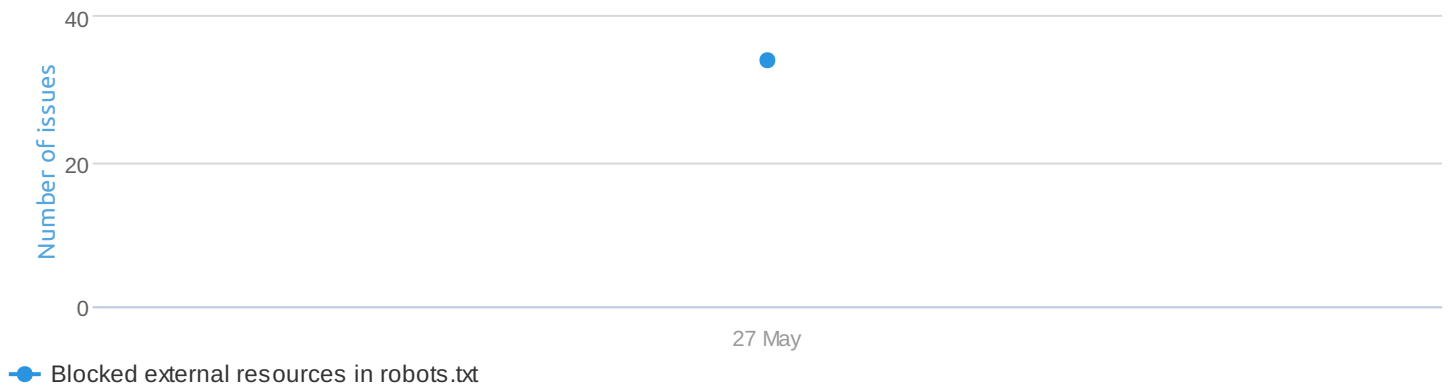 40
Number of issues
20
0
27 May
Blocked external resources in robots.txt